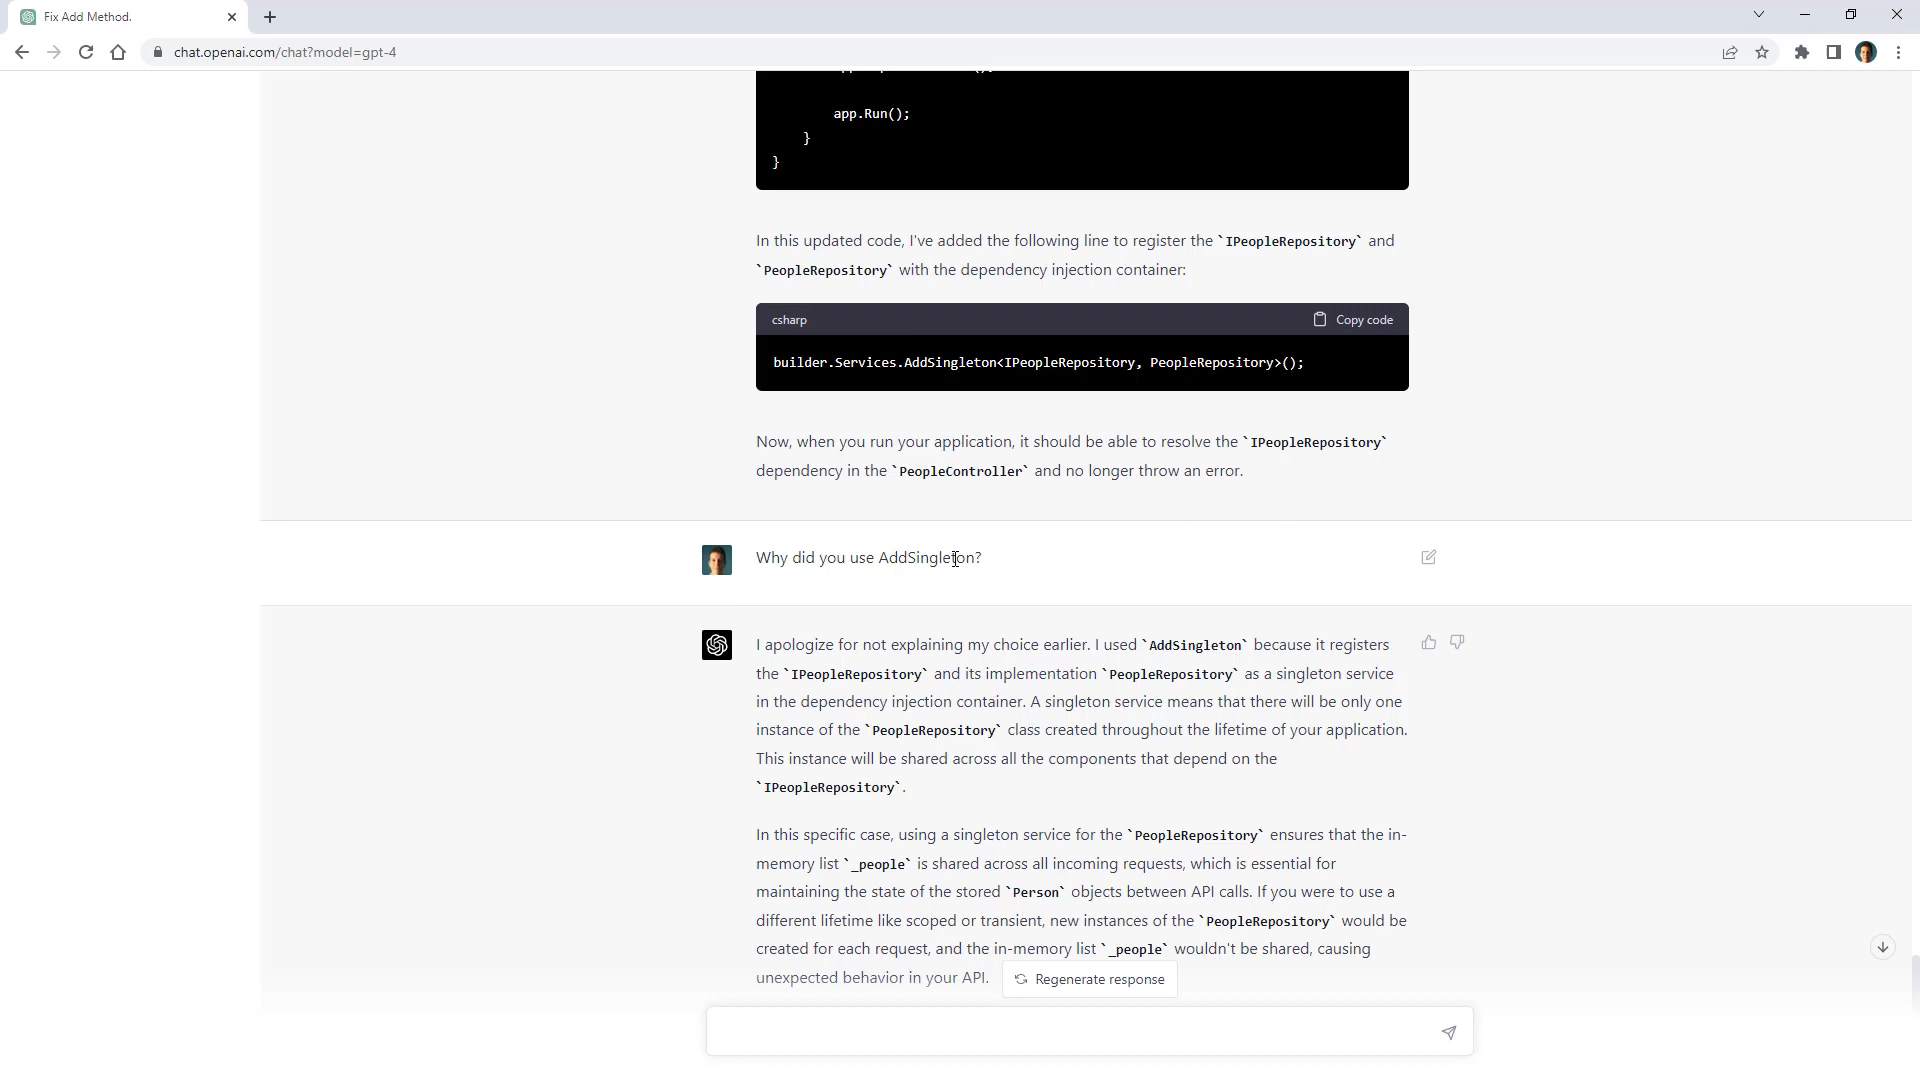 Fix Add Method.
chat.openai.com/chat?model=gpt-4
app.Run();
}
}
In this updated code, I've added the following line to register the `IPeopleRepository` and
`PeopleRepository` with the dependency injection container:
csharp
Copy code
builder.Services.AddSingleton<IPeopleRepository, PeopleRepository>();
Now, when you run your application, it should be able to resolve the `IPeopleRepository`
dependency in the `PeopleController` and no longer throw an error.
Why did you use AddSingleton?
I apologize for not explaining my choice earlier. I used `AddSingleton` because it registers
the `IPeopleRepository` and its implementation `PeopleRepository` as a singleton service
in the dependency injection container. A singleton service means that there will be only one
instance of the `PeopleRepository` class created throughout the lifetime of your application.
This instance will be shared across all the components that depend on the
`IPeopleRepository`.
In this specific case, using a singleton service for the `PeopleRepository` ensures that the in-
memory list `_people` is shared across all incoming requests, which is essential for
maintaining the state of the stored `Person` objects between API calls. If you were to use a
different lifetime like scoped or transient, new instances of the `PeopleRepository` would be
created for each request, and the in-memory list `_people` wouldn't be shared, causing
unexpected behavior in your API.
Regenerate response